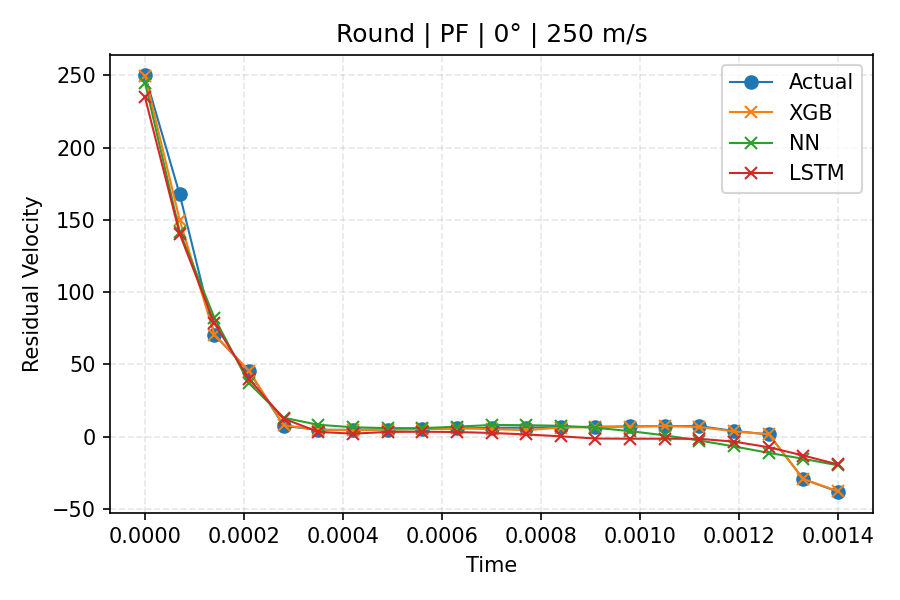 Round | PF | 0° | 250 m/s
Residual Velocity
250
200
150
100
50
0
−50
Actual
XGB
NN
LSTM
0.0000 0.0002 0.0004 0.0006 0.0008 0.0010 0.0012 0.0014
Time